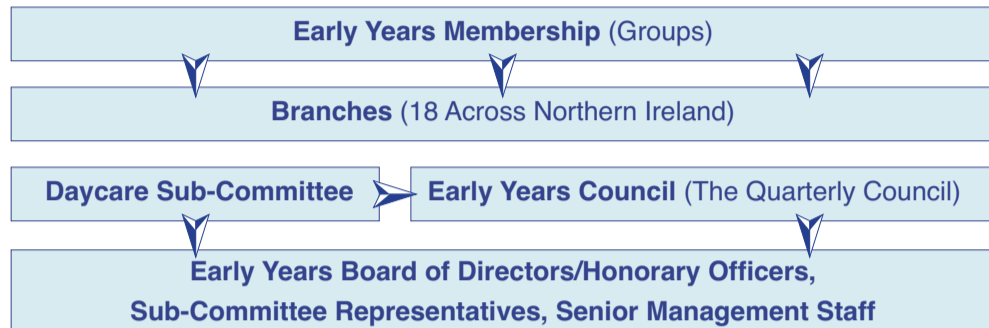 Early Years Membership (Groups)
Branches (18 Across Northern Ireland)
Daycare Sub-Committee
Early Years Council (The Quarterly Council)
Early Years Board of Directors/Honorary Officers,
Sub-Committee Representatives, Senior Management Staff